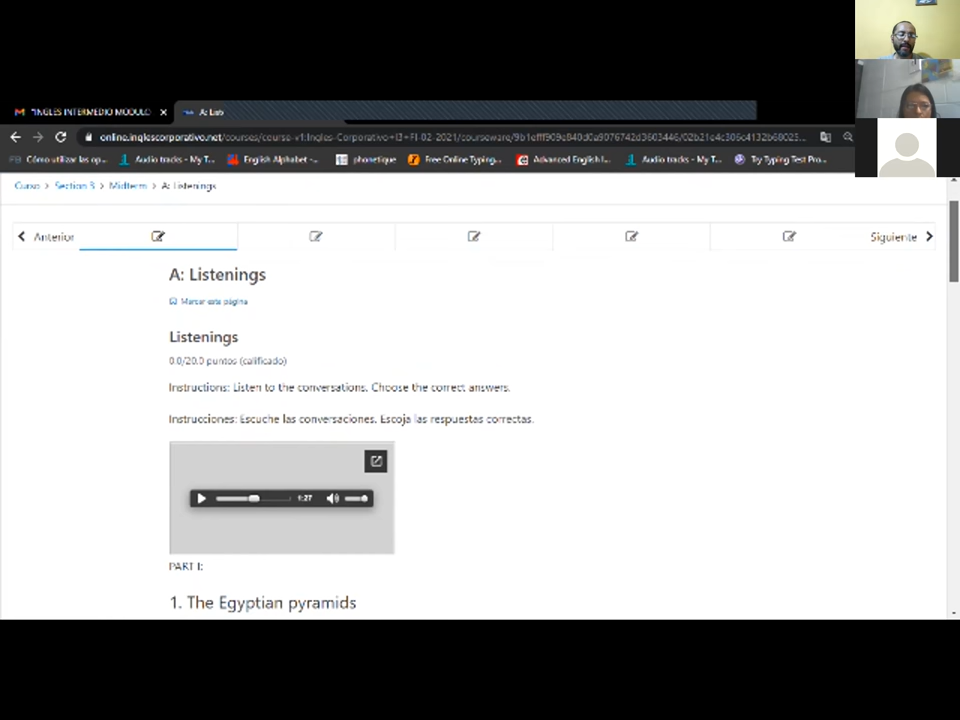 "INGLES INTERMEDIO MODULO
A: Lis
online.inglescorporativo.net/courses/course-v1:Ingles-Corporativo+I3+FI-02-2021/courseware/
Cómo utilizar las op...
Audio tracks - My T...
English Alphabet -...
phonetique
Free Online Typing...
Advanced English I...
Audio tracks - My T...
Try Typing Test Pro...
Curso > Section 3 > Midterm > A: Listenings
Anterior
Siguiente
A: Listenings
Marcar esta página
Listenings
0.0/20.0 puntos (calificado)
Instructions: Listen to the conversations. Choose the correct answers.
Instrucciones: Escuche las conversaciones. Escoja las respuestas correctas.
1:27
PART I:
1. The Egyptian pyramids